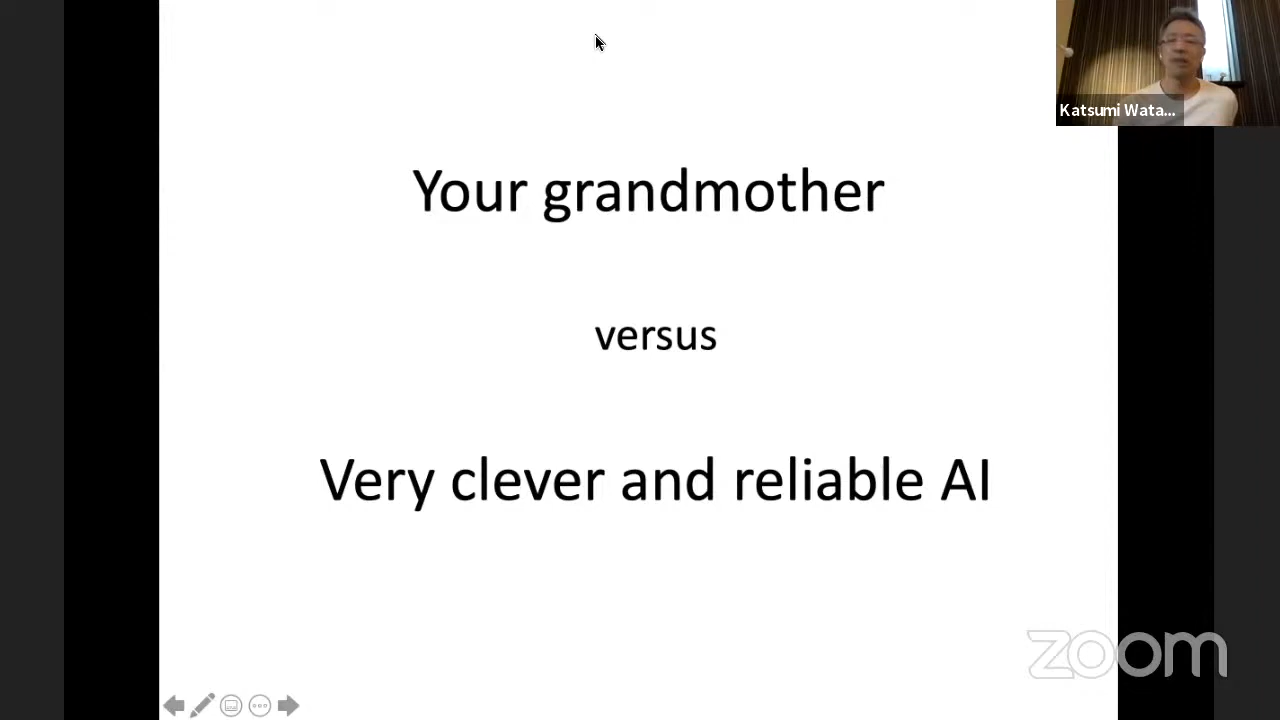 Katsumi Wata...
Your grandmother
versus
Very clever and reliable AI
zoom